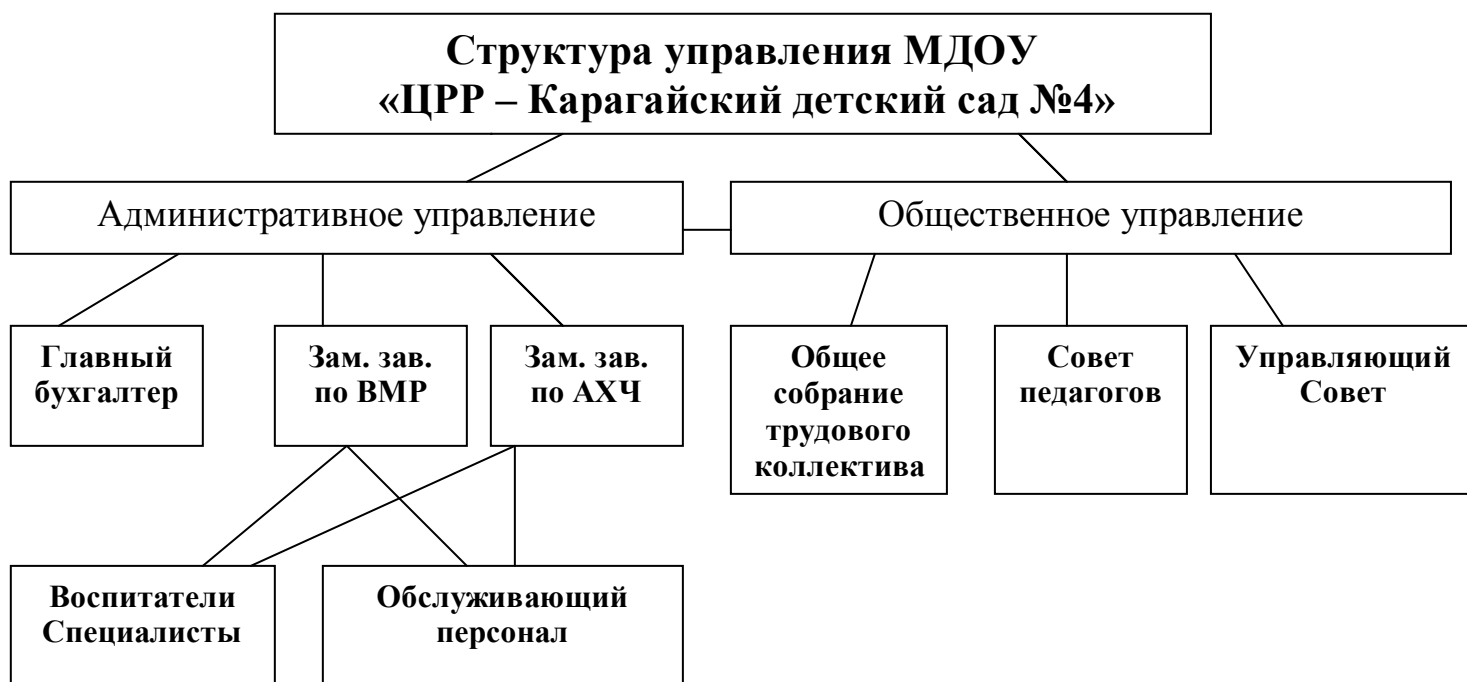 Структура управления МДОУ
«ЦРР – Карагайский детский сад №4»
Административное управление
Общественное управление
Главный
бухгалтер
Зам. зав.
по ВМР
Зам. зав.
по АХЧ
Общее
собрание
трудового
коллектива
Совет
педагогов
Управляющий
Совет
Воспитатели
Специалисты
Обслуживающий
персонал